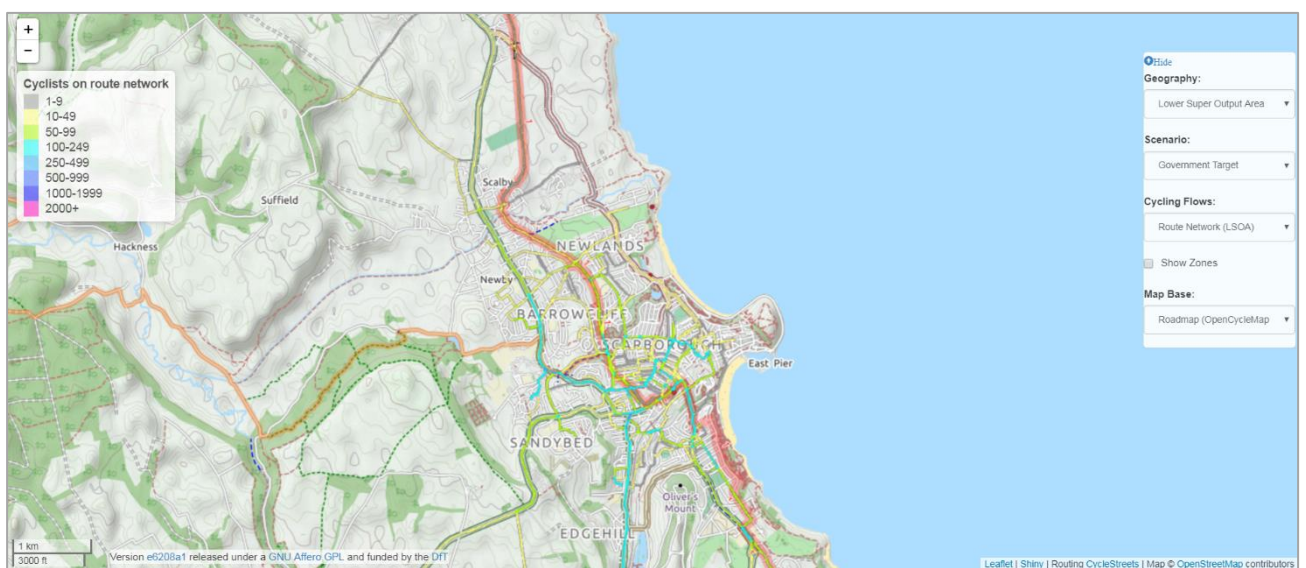 +
−
Cyclists on route network
1-9
10-49
50-99
100-249
250-499
500-999
1000-1999
2000+
Hide
Geography:
Lower Super Output Area
Scenario:
Government Target
Cycling Flows:
Route Network (LSOA)
Show Zones
Map Base:
Roadmap (OpenCycleMap
Scalby
Suffield
Hackness
NEWLANDS
Newby
BARROWCLIFF
SCARBOROUGH
East Pier
SANDYBED
Oliver's
Mount
EDGEHILL
1 km
3000 ft
Version e6208a1 released under a GNU Affero GPL and funded by the DfT
Leaflet | Shiny | Routing CycleStreets | Map © OpenStreetMap contributors